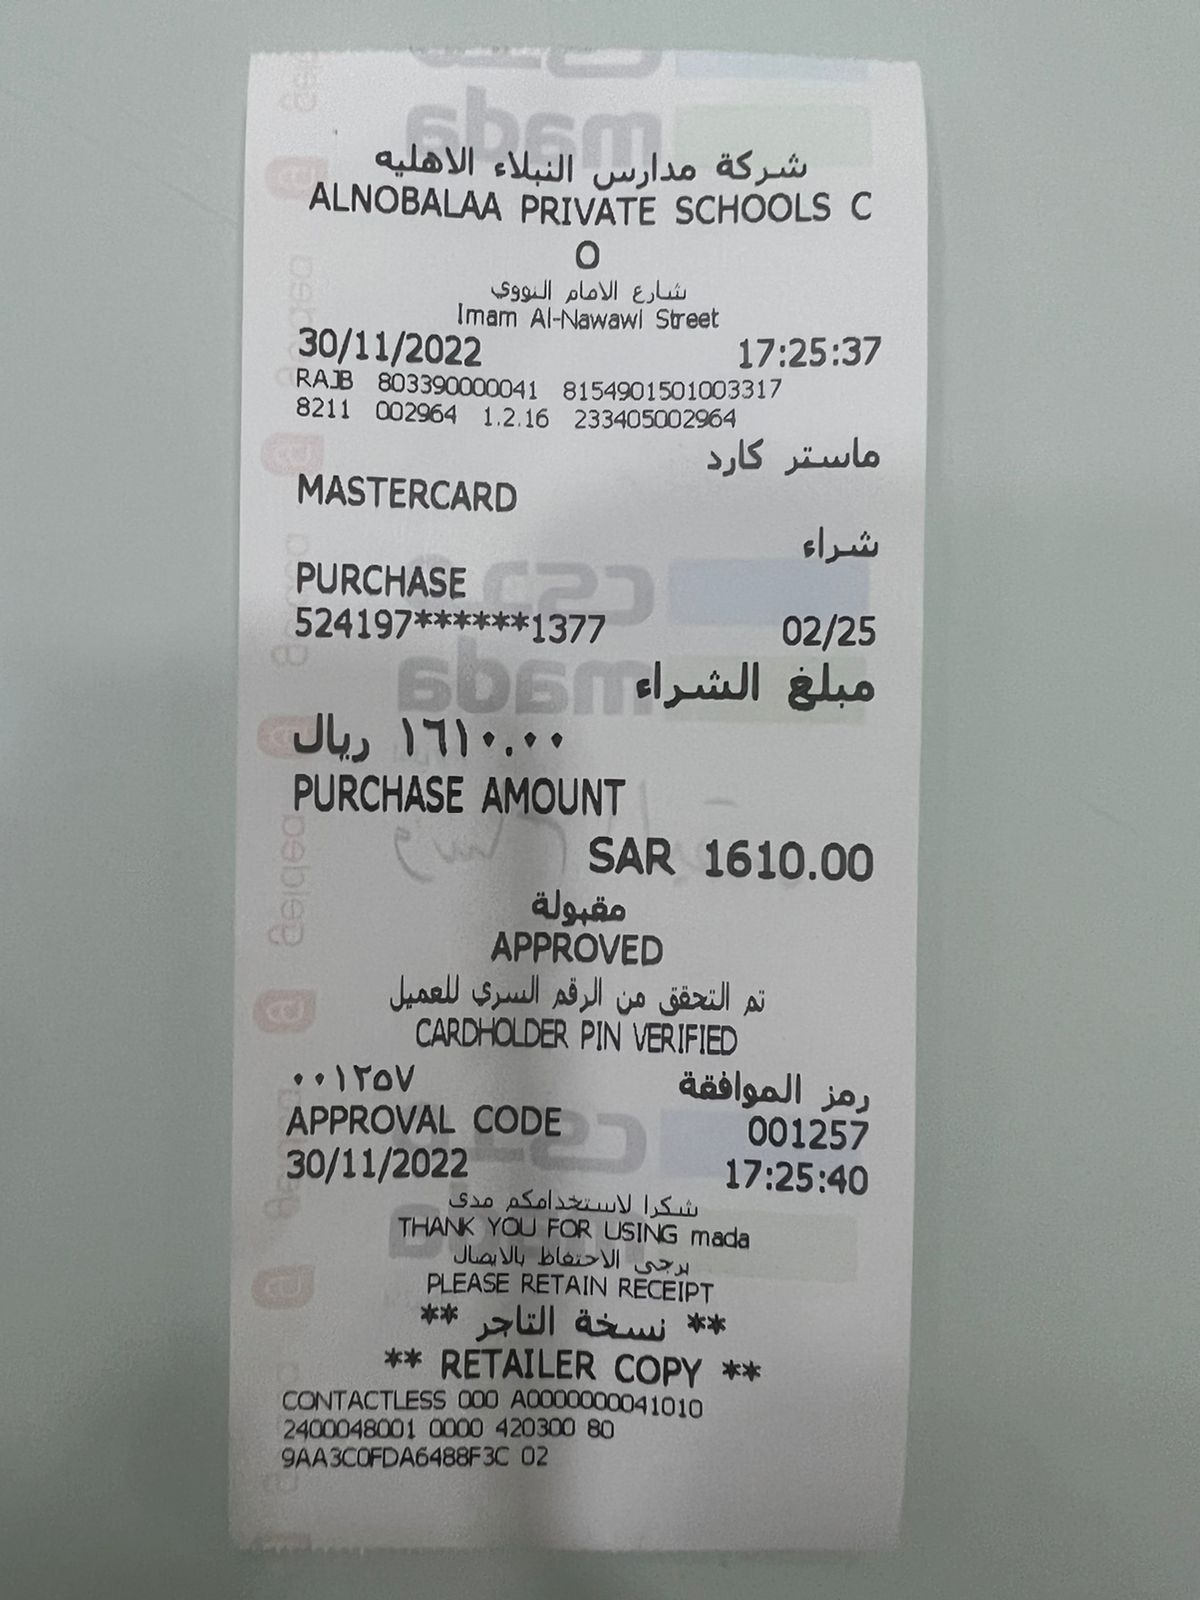 شركة مدارس النبلاء الاهليه
ALNOBALAA PRIVATE SCHOOLS C
O
شارع الامام النووي
Imam Al-Nawawi Street
30/11/2022 17:25:37
RAJB 803390000041 8154901501003317
8211 002964 1.2.16 233405002964
ماستر كارد
MASTERCARD
شراء
PURCHASE
524197******1377 02/25
مبلغ الشراء
١٦١٠.٠٠ ريال
PURCHASE AMOUNT
SAR 1610.00
مقبولة
APPROVED
تم التحقق من الرقم السري للعميل
CARDHOLDER PIN VERIFIED
رمز الموافقة ٠٠١٢٥٧
APPROVAL CODE 001257
30/11/2022 17:25:40
شكرا لاستخدامكم مدى
THANK YOU FOR USING mada
يرجى الاحتفاظ بالايصال
PLEASE RETAIN RECEIPT
** نسخة التاجر **
** RETAILER COPY **
CONTACTLESS 000 A0000000041010
2400048001 0000 420300 80
9AA3C0FDA6488F3C 02